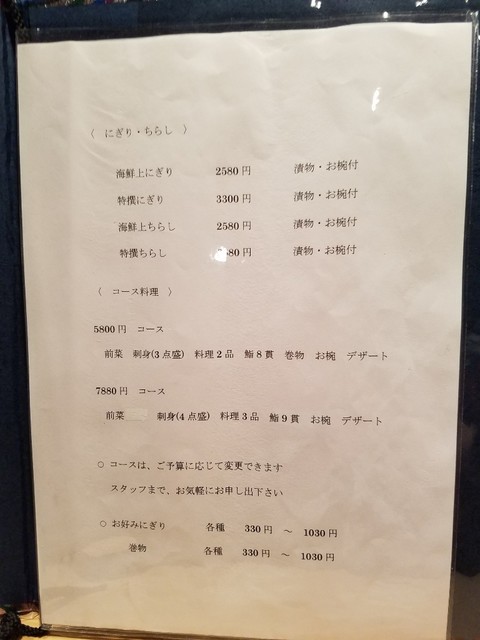 〈 にぎり・ちらし 〉
海鮮上にぎり 2580円 漬物・お椀付
特撰にぎり 3300円 漬物・お椀付
海鮮上ちらし 2580円 漬物・お椀付
特撰ちらし 漬物・お椀付
〈 コース料理 〉
5800円 コース
前菜 刺身(3点盛) 料理2品 鮨8貫 巻物 お椀 デザート
7880円 コース
前菜 刺身(4点盛) 料理3品 鮨9貫 お椀 デザート
○ コースは、ご予算に応じて変更できます
スタッフまで、お気軽にお申し出下さい
○ お好みにぎり 各種 330円 ～ 1030円
巻物 各種 330円 ～ 1030円